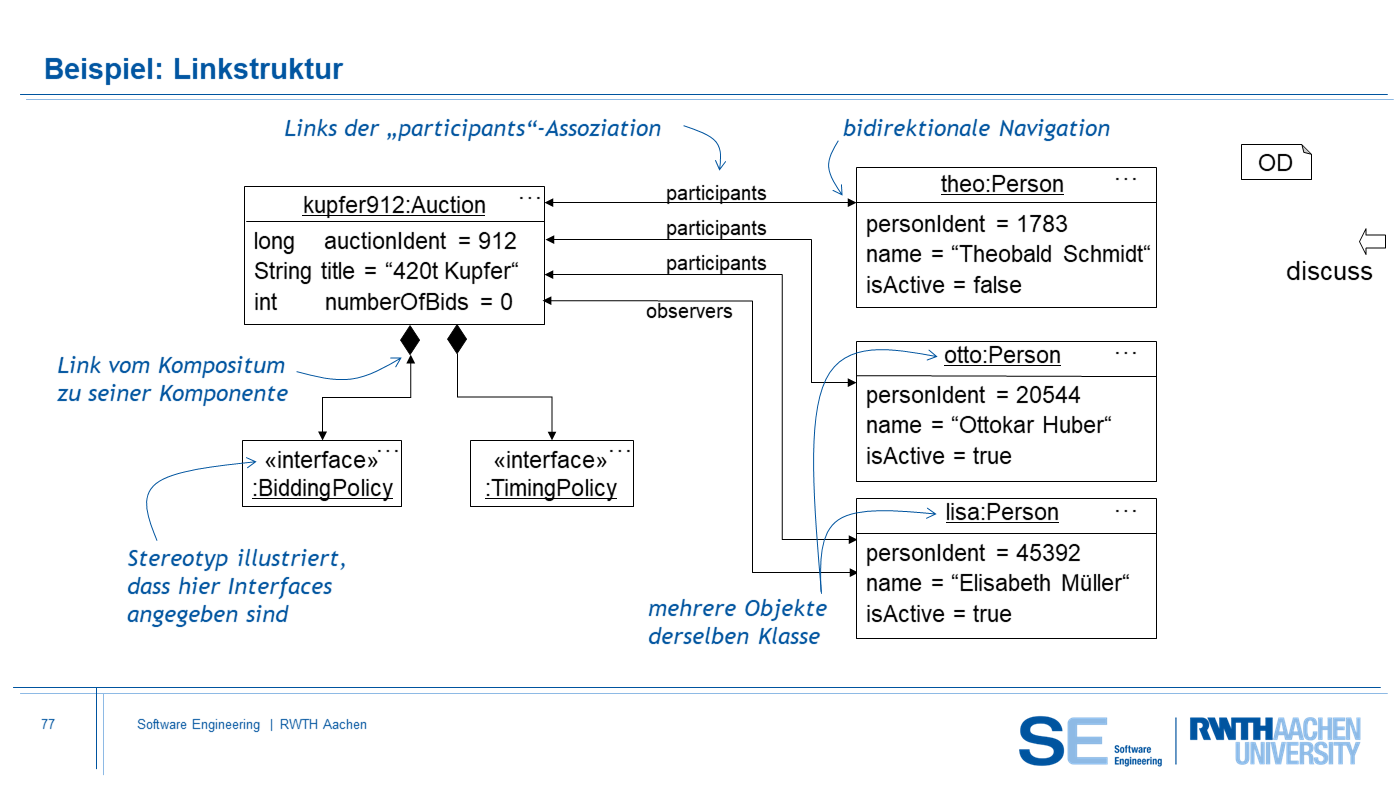 Beispiel: Linkstruktur
Links der „participants“-Assoziation
bidirektionale Navigation
OD
discuss
kupfer912:Auction ...
long auctionIdent = 912
String title = “420t Kupfer“
int numberOfBids = 0
participants
participants
participants
observers
theo:Person ...
personIdent = 1783
name = “Theobald Schmidt“
isActive = false
otto:Person ...
personIdent = 20544
name = “Ottokar Huber“
isActive = true
lisa:Person ...
personIdent = 45392
name = “Elisabeth Müller“
isActive = true
Link vom Kompositum
zu seiner Komponente
«interface» ...
:BiddingPolicy
«interface» ...
:TimingPolicy
Stereotyp illustriert,
dass hier Interfaces
angegeben sind
mehrere Objekte
derselben Klasse
77
Software Engineering | RWTH Aachen
SE Software
Engineering
RWTHAACHEN
UNIVERSITY